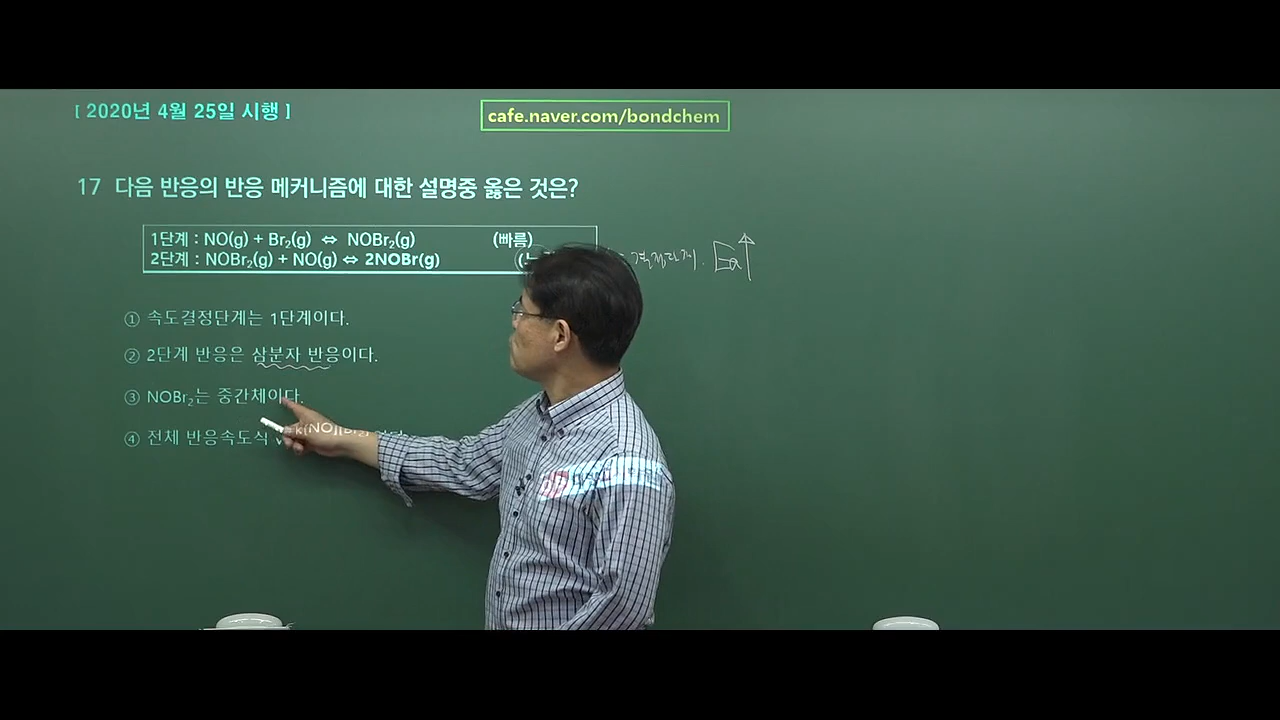 [ 2020년 4월 25일 시행 ]
cafe.naver.com/bondchem
17 다음 반응의 반응 메커니즘에 대한 설명중 옳은 것은?
1단계 : NO(g) + Br₂(g) ⇔ NOBr₂(g) (빠름)
2단계 : NOBr₂(g) + NO(g) ⇔ 2NOBr(g)
결정단계. Ea↑
① 속도결정단계는 1단계이다.
② 2단계 반응은 삼분자 반응이다.
③ NOBr₂는 중간체이다.
④ 전체 반응속도식